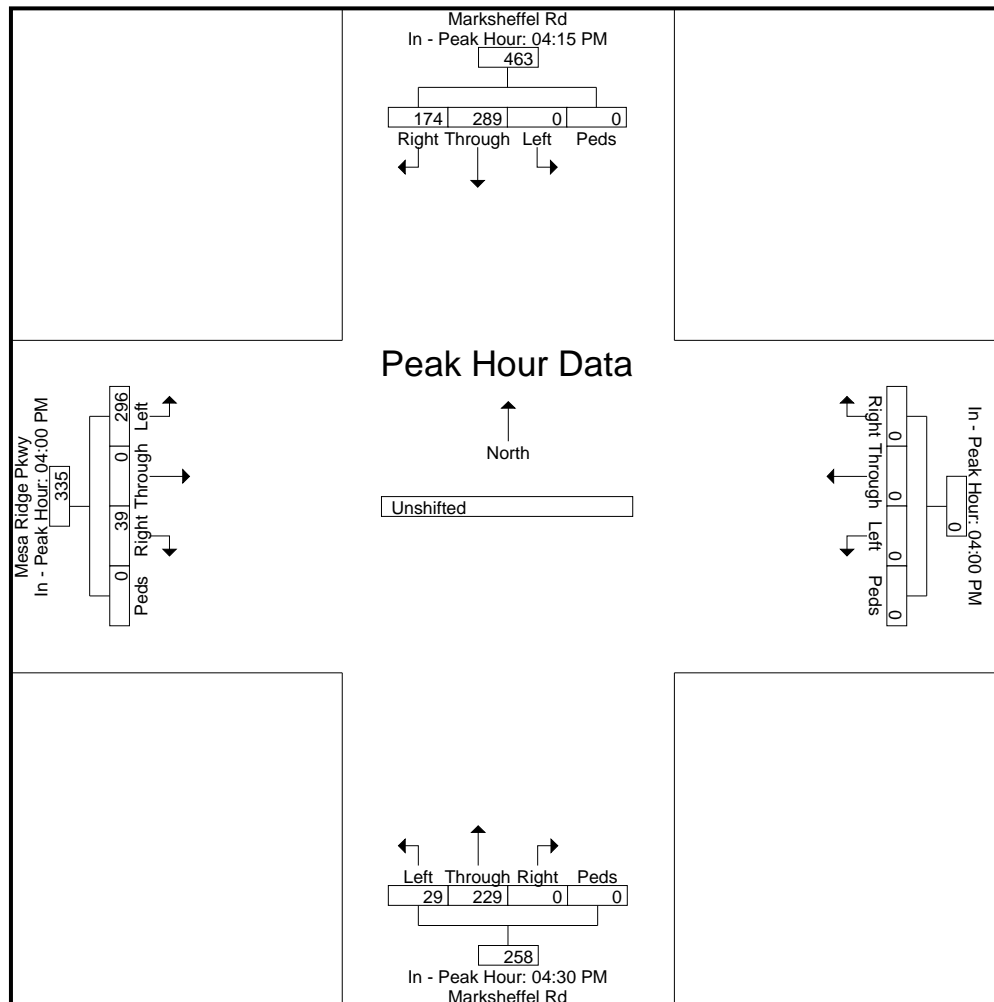 Marksheffel Rd
In - Peak Hour: 04:15 PM
463
174 289 0 0
Right Through Left Peds
Peak Hour Data
North
Unshifted
Mesa Ridge Pkwy
In - Peak Hour: 04:00 PM
335
296 0 39 0
Left Through Right Peds
Right Through Left Peds
0 0 0 0
0
In - Peak Hour: 04:00 PM
Left Through Right Peds
29 229 0 0
258
In - Peak Hour: 04:30 PM
Marksheffel Rd